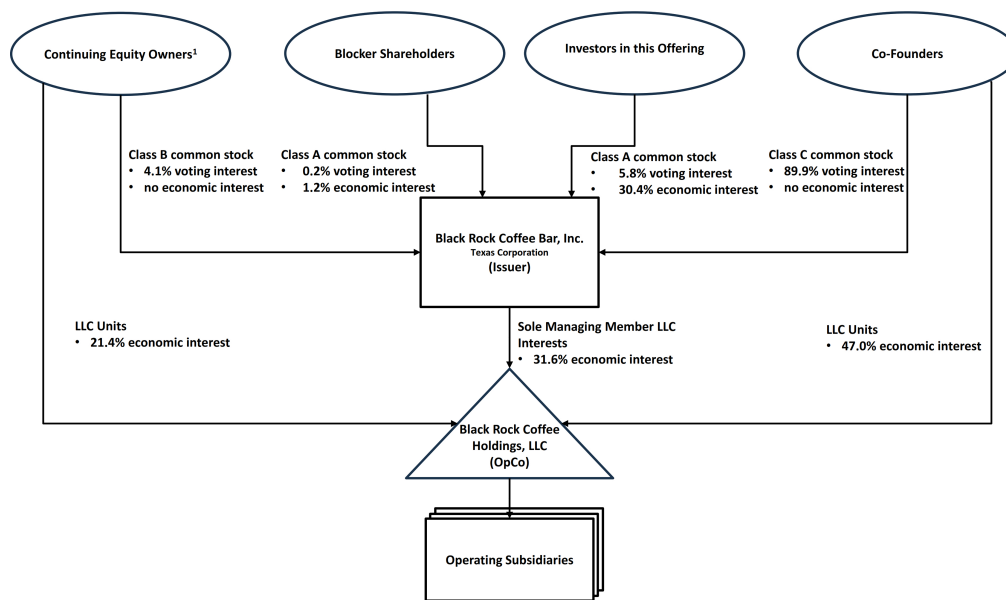 Continuing Equity Owners¹
Blocker Shareholders
Investors in this Offering
Co-Founders
Class B common stock
• 4.1% voting interest
• no economic interest
Class A common stock
• 0.2% voting interest
• 1.2% economic interest
Class A common stock
• 5.8% voting interest
• 30.4% economic interest
Class C common stock
• 89.9% voting interest
• no economic interest
Black Rock Coffee Bar, Inc.
Texas Corporation
(Issuer)
LLC Units
• 21.4% economic interest
Sole Managing Member LLC
Interests
• 31.6% economic interest
LLC Units
• 47.0% economic interest
Black Rock Coffee
Holdings, LLC
(OpCo)
Operating Subsidiaries